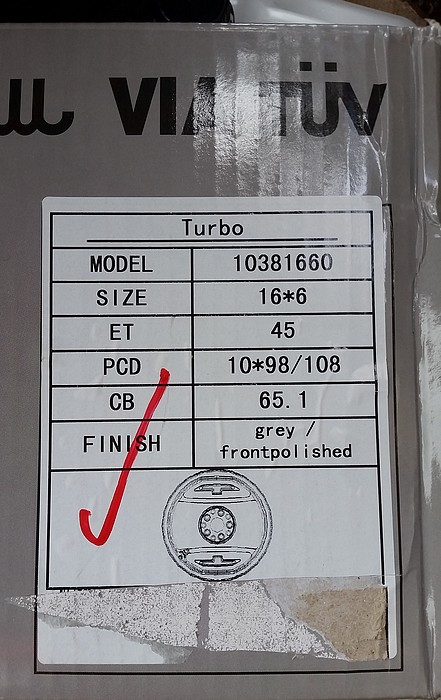 VIA TÜV
Turbo
MODEL 10381660
SIZE 16*6
ET 45
PCD 10*98/108
CB 65.1
FINISH grey /
frontpolished